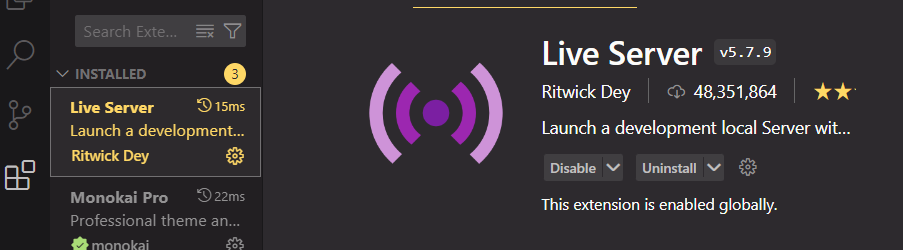 Search Exte...
INSTALLED
3
Live Server
15ms
Launch a development...
Ritwick Dey
Monokai Pro
22ms
Professional theme an...
monokai
Live Server v5.7.9
Ritwick Dey
48,351,864
Launch a development local Server wit...
Disable
Uninstall
This extension is enabled globally.